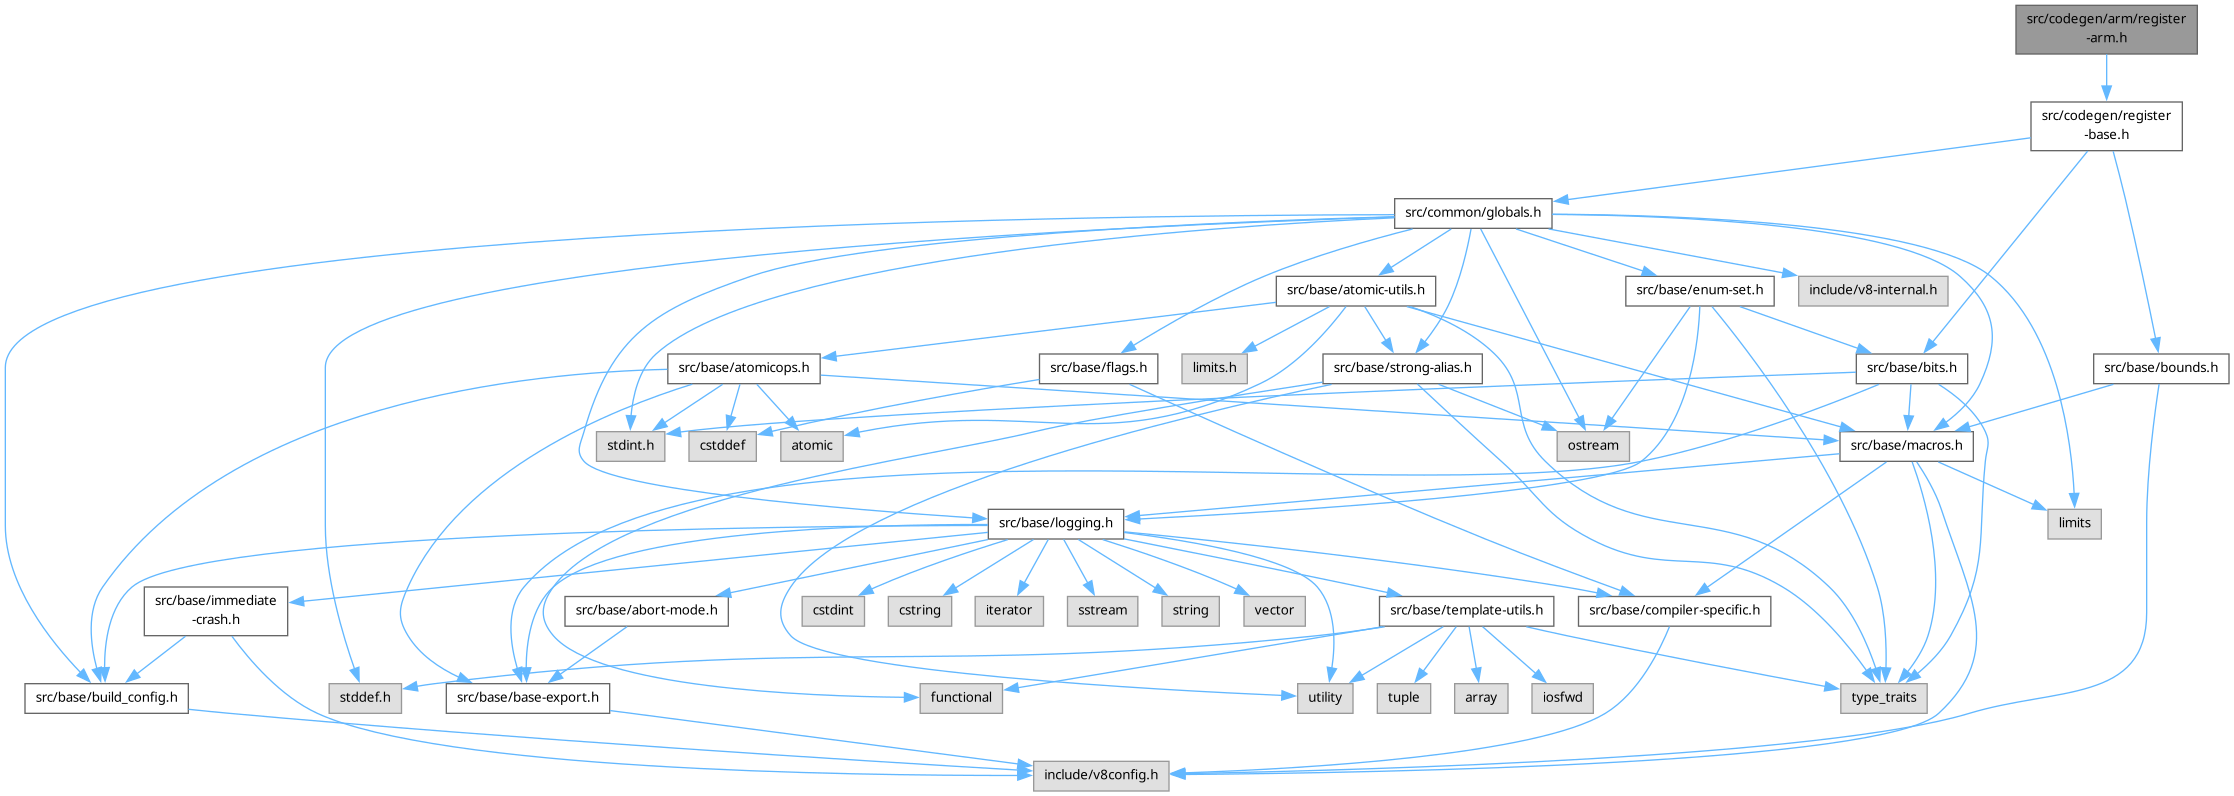 src/codegen/arm/register
-arm.h
src/codegen/register
-base.h
src/common/globals.h
src/base/atomic-utils.h
src/base/enum-set.h
include/v8-internal.h
src/base/atomicops.h
src/base/flags.h
limits.h
src/base/strong-alias.h
src/base/bits.h
src/base/bounds.h
stdint.h
cstddef
atomic
ostream
src/base/macros.h
src/base/logging.h
limits
src/base/immediate
-crash.h
src/base/abort-mode.h
cstdint
cstring
iterator
sstream
string
vector
src/base/template-utils.h
src/base/compiler-specific.h
src/base/build_config.h
stddef.h
src/base/base-export.h
functional
utility
tuple
array
iosfwd
type_traits
include/v8config.h